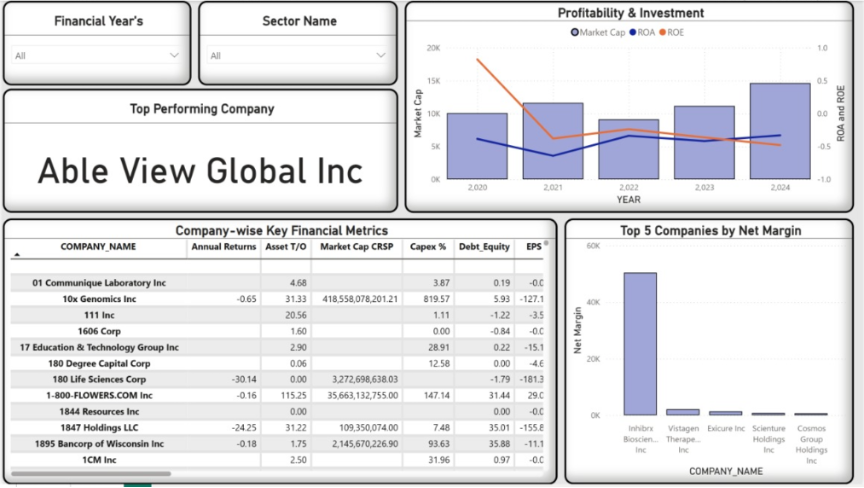 Financial Year's
All
Sector Name
All
Top Performing Company
Able View Global Inc
Profitability & Investment
Market Cap ROA ROE
20K
15K
10K
5K
0K
Market Cap
1.0
0.5
0.0
-0.5
-1.0
ROA and ROE
2,020 2,021 2,022 2,023 2,024
YEAR
Company-wise Key Financial Metrics
COMPANY_NAME Annual Returns Asset T/O Market Cap CRSP Capex % Debt_Equity EPS
01 Communique Laboratory Inc 4.68 3.87 0.19 -0.0
10x Genomics Inc -0.65 31.33 418,558,078,201.21 819.57 5.93 -127.1
111 Inc 20.56 1.11 -1.22 -3.5
1606 Corp 1.60 0.00 -0.84 -0.0
17 Education & Technology Group Inc 2.90 28.91 0.22 -15.1
180 Degree Capital Corp 0.06 12.58 0.00 -4.6
180 Life Sciences Corp -30.14 0.00 3,272,698,638.03 -1.79 -181.3
1-800-FLOWERS.COM Inc -0.16 115.25 35,663,132,755.00 147.14 31.44 29.0
1844 Resources Inc 0.00 0.00 -0.0
1847 Holdings LLC -24.25 31.22 109,350,074.00 7.48 35.01 -155.8
1895 Bancorp of Wisconsin Inc -0.18 1.75 2,145,670,226.90 93.63 35.88 -11.1
1CM Inc 2.50 31.96 0.97 -0.0
Top 5 Companies by Net Margin
60K
40K
20K
0K
Net Margin
Inhibrx Bioscien... Inc
Vistagen Therape... Inc
Exicure Inc
Scienture Holdings Inc
Cosmos Group Holdings Inc
COMPANY_NAME